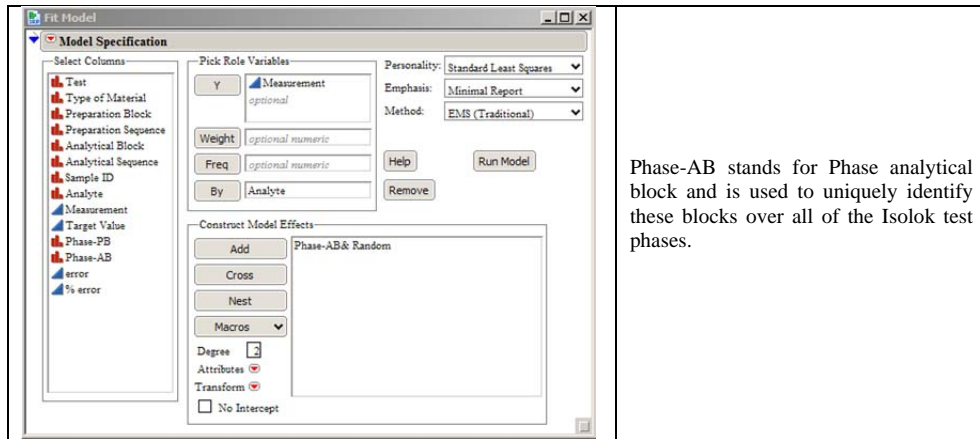 Fit Model
Model Specification
Select Columns
Test
Type of Material
Preparation Block
Preparation Sequence
Analytical Block
Analytical Sequence
Sample ID
Analyte
Measurement
Target Value
Phase-PB
Phase-AB
error
% error
Pick Role Variables
Y
Measurement
optional
Weight
optional numeric
Freq
optional numeric
By
Analyte
Personality:
Standard Least Squares
Emphasis:
Minimal Report
Method:
EMS (Traditional)
Help
Run Model
Remove
Construct Model Effects
Add
Phase-AB& Random
Cross
Nest
Macros
Degree 2
Attributes
Transform
No Intercept
Phase-AB stands for Phase analytical
block and is used to uniquely identify
these blocks over all of the Isolok test
phases.